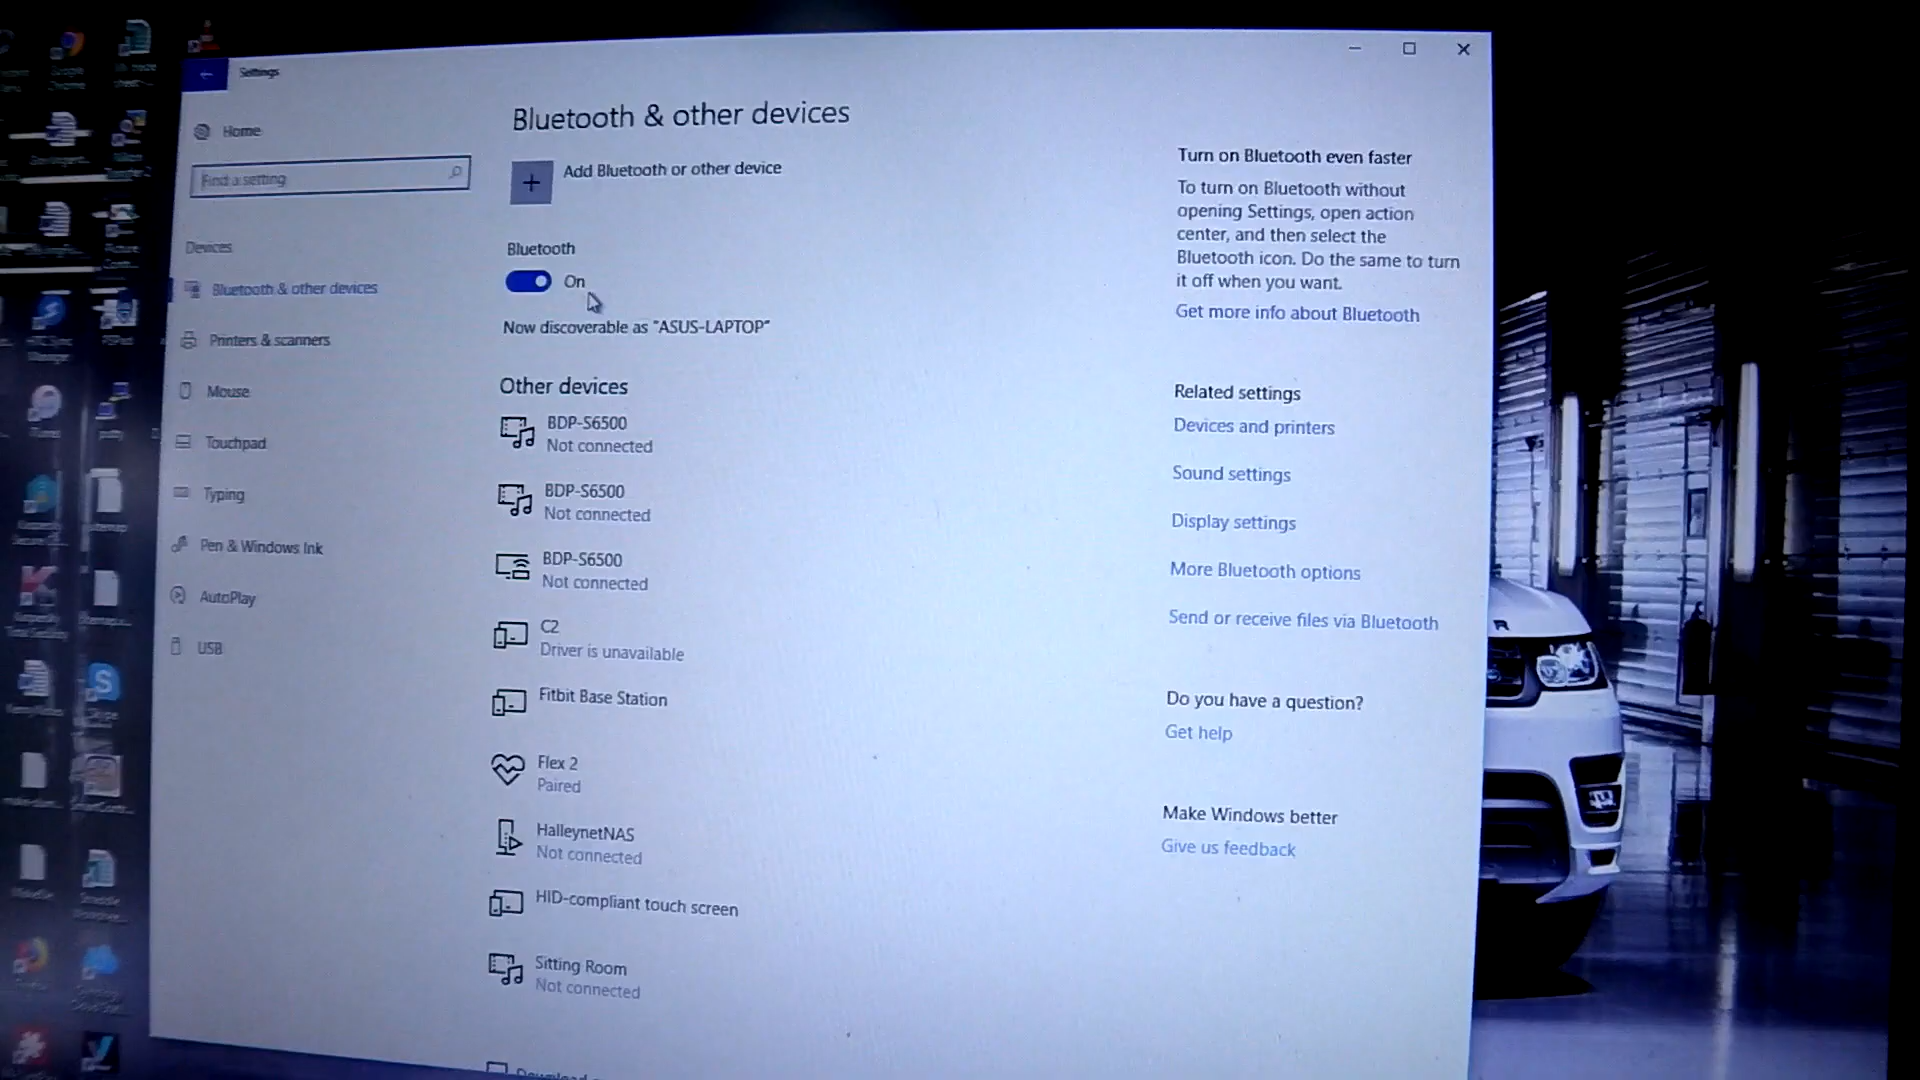 Settings
Home
Find a setting
Devices
Bluetooth & other devices
Printers & scanners
Mouse
Touchpad
Typing
Pen & Windows Ink
AutoPlay
USB
Bluetooth & other devices
Add Bluetooth or other device
Bluetooth
On
Now discoverable as "ASUS-LAPTOP"
Other devices
BDP-S6500
Not connected
BDP-S6500
Not connected
BDP-S6500
Not connected
C2
Driver is unavailable
Fitbit Base Station
Flex 2
Paired
HalleynetNAS
Not connected
HID-compliant touch screen
Sitting Room
Not connected
Turn on Bluetooth even faster
To turn on Bluetooth without
opening Settings, open action
center, and then select the
Bluetooth icon. Do the same to turn
it off when you want.
Get more info about Bluetooth
Related settings
Devices and printers
Sound settings
Display settings
More Bluetooth options
Send or receive files via Bluetooth
Do you have a question?
Get help
Make Windows better
Give us feedback
Google
Chrome
Skype